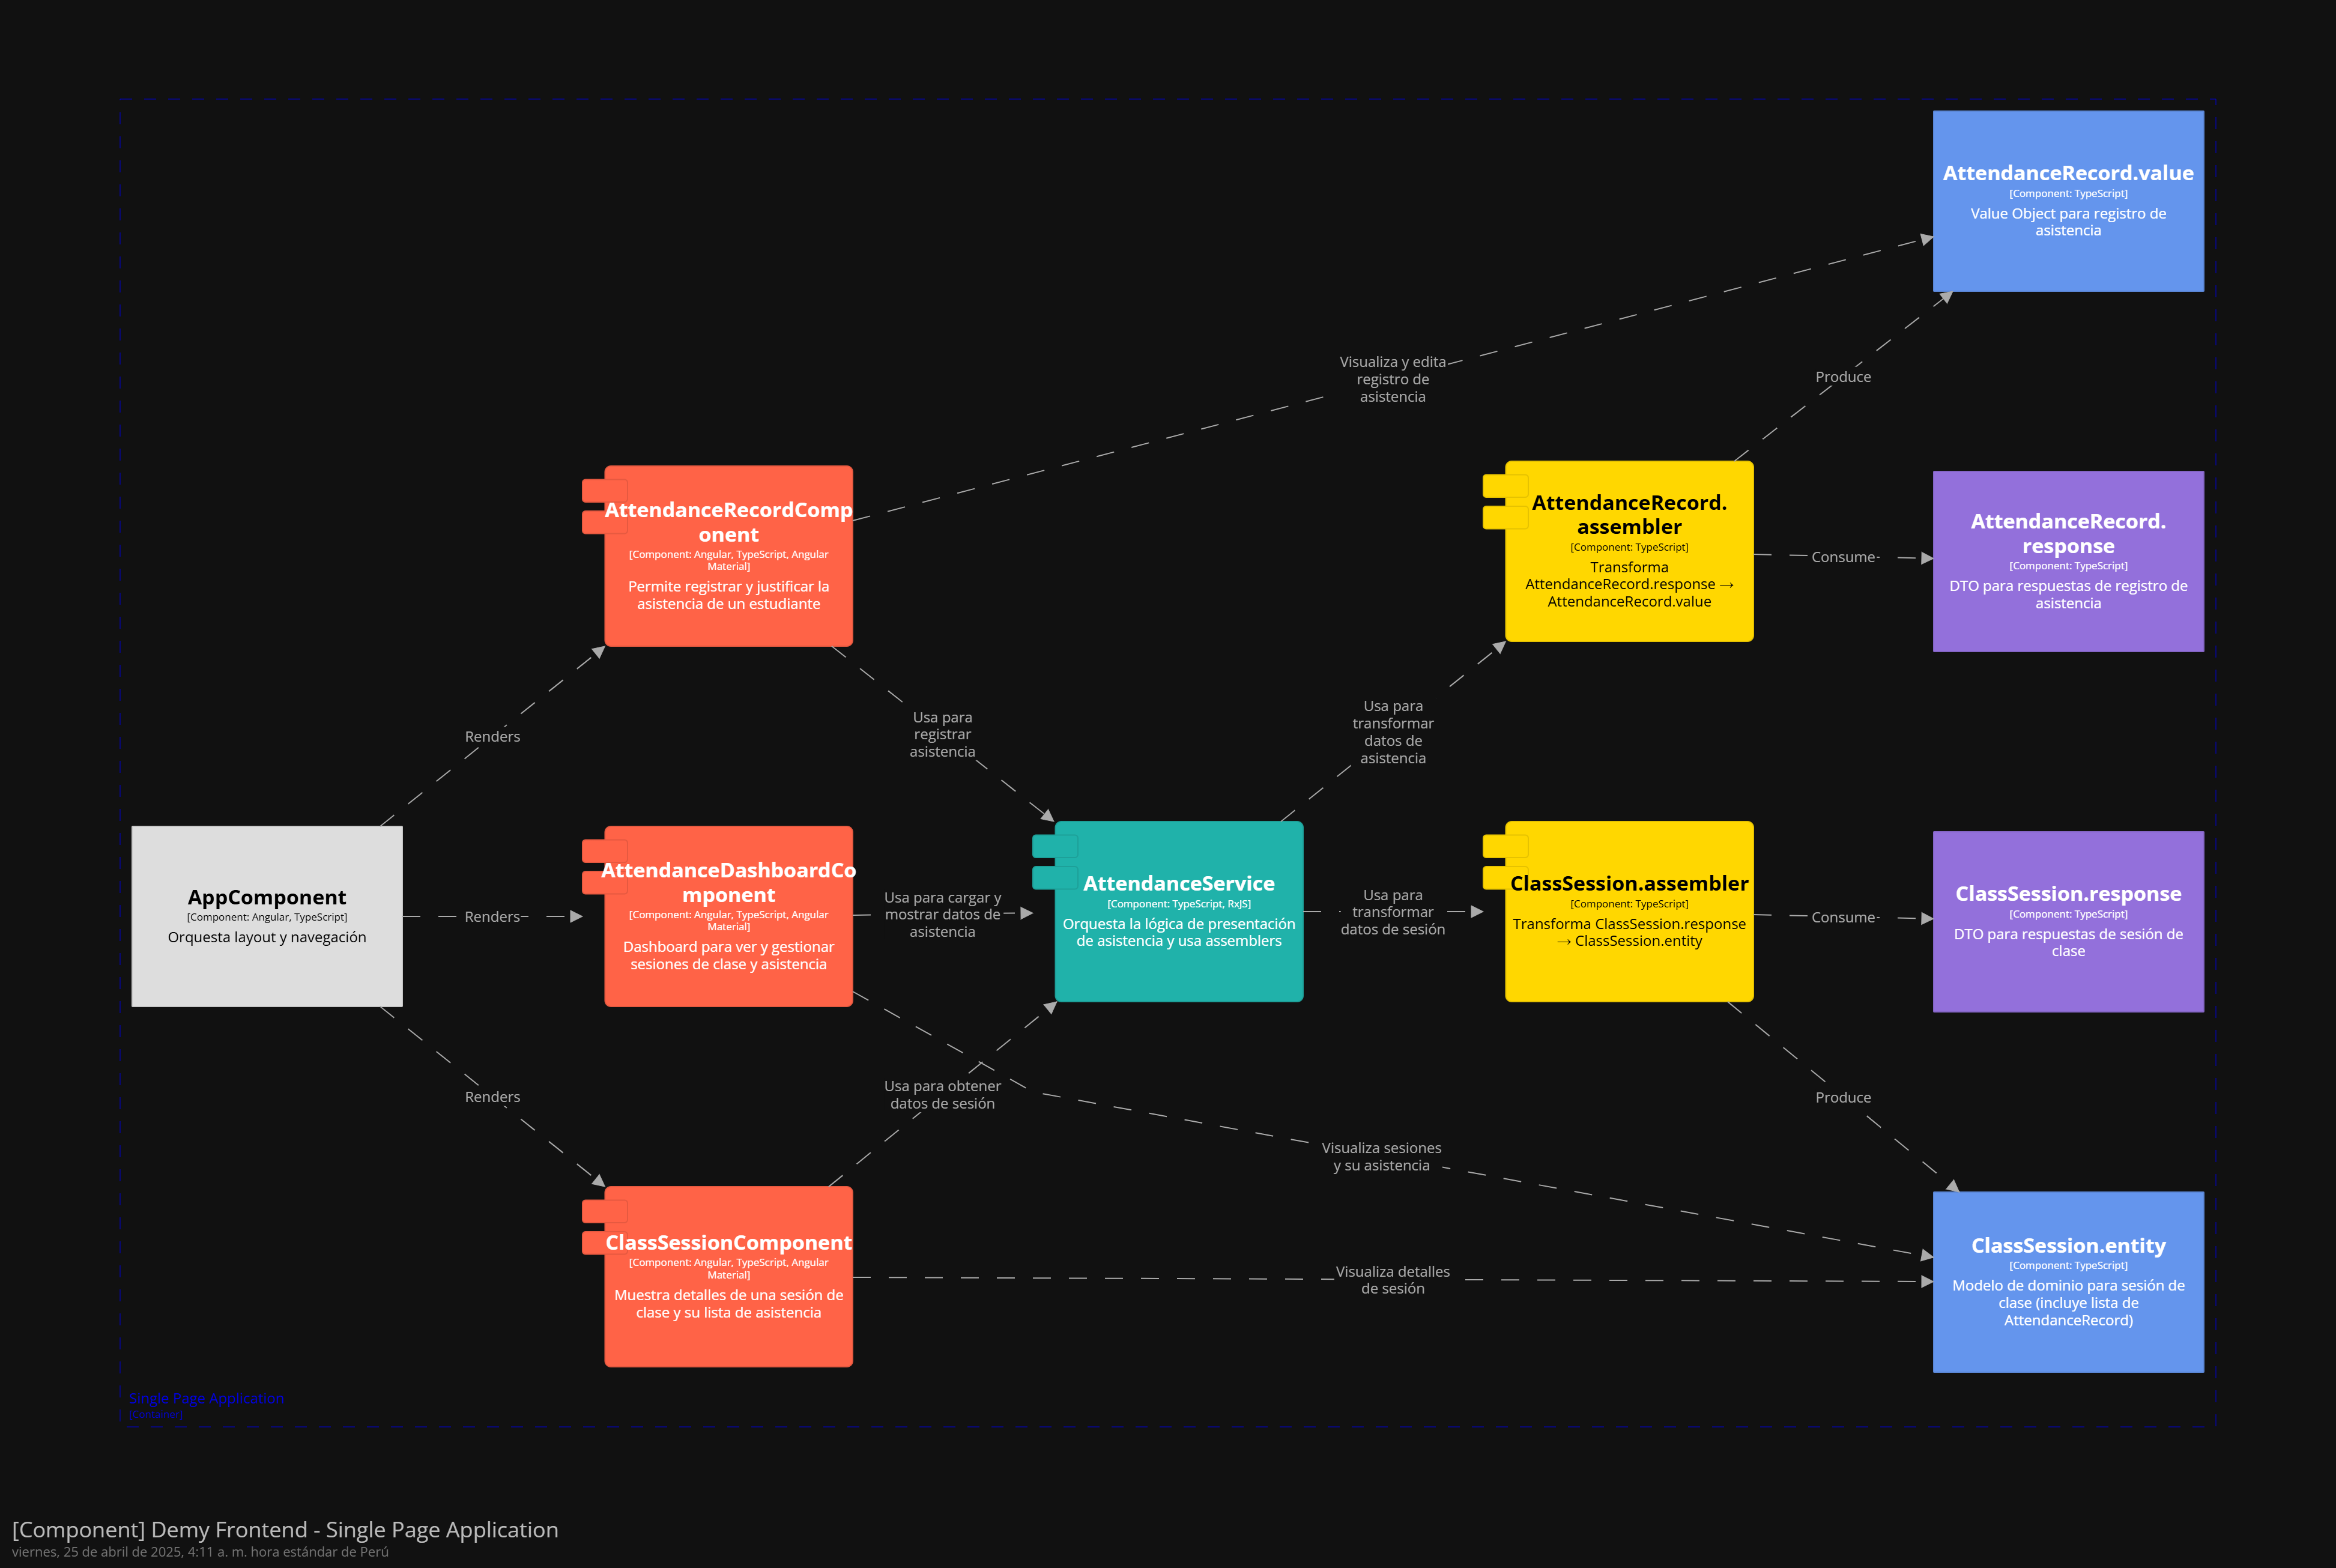 AttendanceRecord.value
[Component: TypeScript]
Value Object para registro de
asistencia
Visualiza y edita
registro de
asistencia
Produce
AttendanceRecordComp
onent
[Component: Angular, TypeScript, Angular
Material]
Permite registrar y justificar la
asistencia de un estudiante
AttendanceRecord.
assembler
[Component: TypeScript]
Transforma
AttendanceRecord.response →
AttendanceRecord.value
Consume
AttendanceRecord.
response
[Component: TypeScript]
DTO para respuestas de registro de
asistencia
Renders
Usa para
registrar
asistencia
Usa para
transformar
datos de
asistencia
AppComponent
[Component: Angular, TypeScript]
Orquesta layout y navegación
Renders
AttendanceDashboardCo
mponent
[Component: Angular, TypeScript, Angular
Material]
Dashboard para ver y gestionar
sesiones de clase y asistencia
Usa para cargar y
mostrar datos de
asistencia
AttendanceService
[Component: TypeScript, RxJS]
Orquesta la lógica de presentación
de asistencia y usa assemblers
Usa para
transformar
datos de sesión
ClassSession.assembler
[Component: TypeScript]
Transforma ClassSession.response
→ ClassSession.entity
Consume
ClassSession.response
[Component: TypeScript]
DTO para respuestas de sesión de
clase
Renders
Usa para obtener
datos de sesión
Visualiza sesiones
y su asistencia
Produce
ClassSessionComponent
[Component: Angular, TypeScript, Angular
Material]
Muestra detalles de una sesión de
clase y su lista de asistencia
Visualiza detalles
de sesión
ClassSession.entity
[Component: TypeScript]
Modelo de dominio para sesión de
clase (incluye lista de
AttendanceRecord)
Single Page Application
[Container]
[Component] Demy Frontend - Single Page Application
viernes, 25 de abril de 2025, 4:11 a. m. hora estándar de Perú